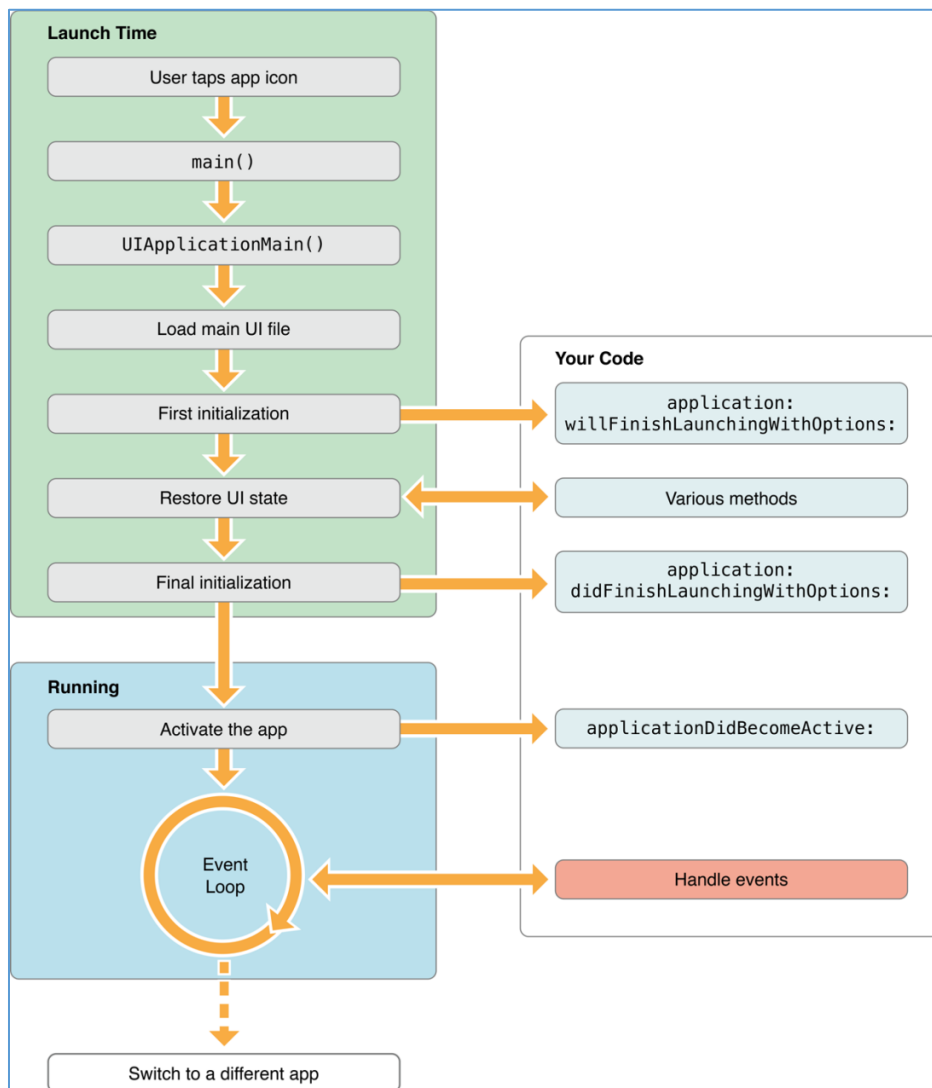 Launch Time
User taps app icon
main()
UIApplicationMain()
Load main UI file
First initialization
Restore UI state
Final initialization
Your Code
application:
willFinishLaunchingWithOptions:
Various methods
application:
didFinishLaunchingWithOptions:
Running
Activate the app
applicationDidBecomeActive:
Event
Loop
Handle events
Switch to a different app